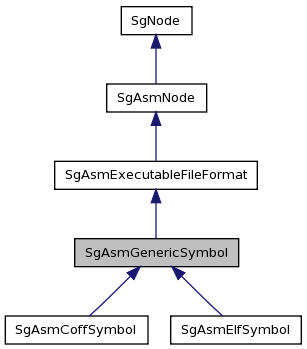 SgNode
SgAsmNode
SgAsmExecutableFileFormat
SgAsmGenericSymbol
SgAsmCoffSymbol
SgAsmElfSymbol